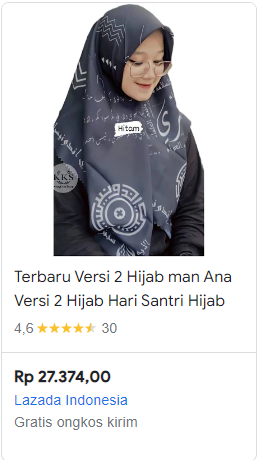 Hitam
KKS
Terbaru Versi 2 Hijab man Ana
Versi 2 Hijab Hari Santri Hijab
4,6 30
Rp 27.374,00
Lazada Indonesia
Gratis ongkos kirim